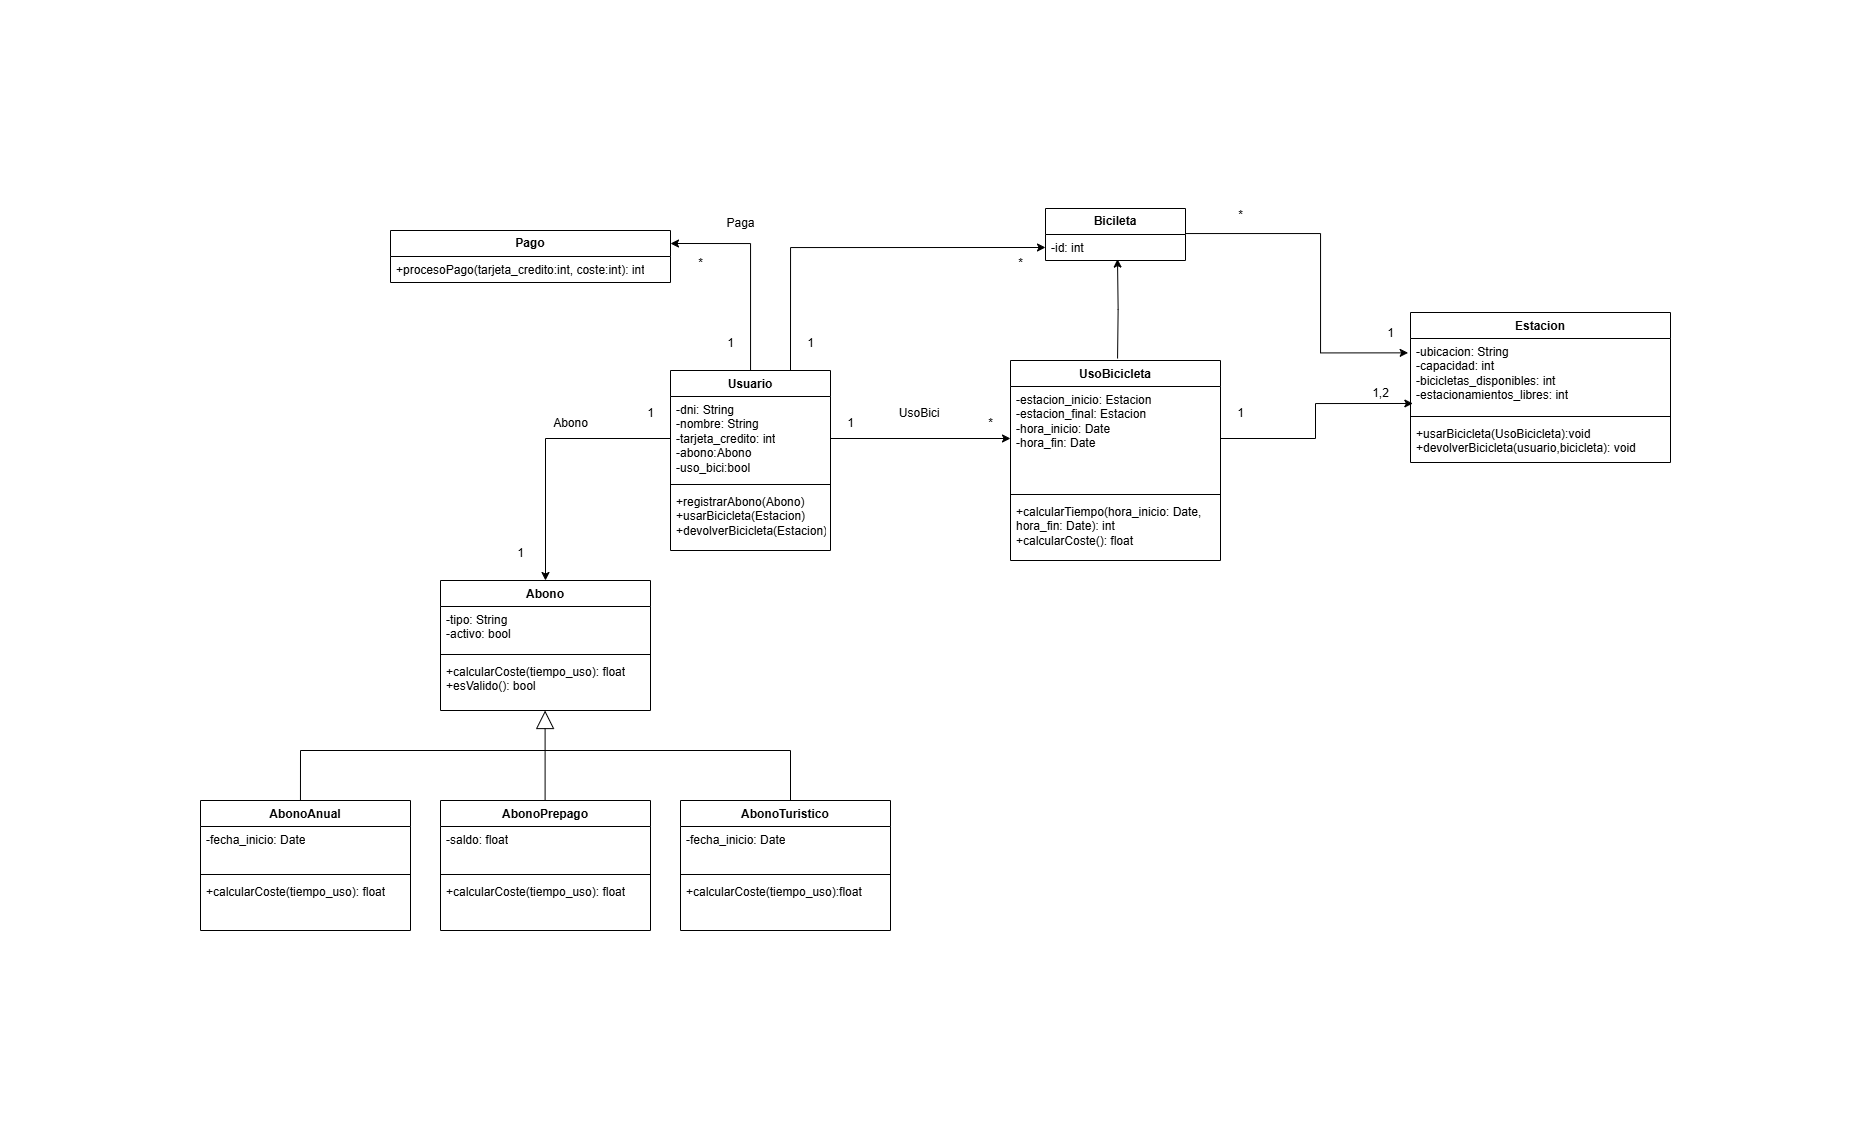 Paga
Pago
+procesoPago(tarjeta_credito:int, coste:int): int
*
1
Bicileta
-id: int
*
1
*
1
Estacion
-ubicacion: String
-capacidad: int
-bicicletas_disponibles: int
-estacionamientos_libres: int
+usarBicicleta(UsoBicicleta):void
+devolverBicicleta(usuario,bicicleta): void
Usuario
-dni: String
-nombre: String
-tarjeta_credito: int
-abono:Abono
-uso_bici:bool
+registrarAbono(Abono)
+usarBicicleta(Estacion)
+devolverBicicleta(Estacion)
1
UsoBici
*
UsoBicicleta
-estacion_inicio: Estacion
-estacion_final: Estacion
-hora_inicio: Date
-hora_fin: Date
+calcularTiempo(hora_inicio: Date,
hora_fin: Date): int
+calcularCoste(): float
1
1,2
1
Abono
1
Abono
-tipo: String
-activo: bool
+calcularCoste(tiempo_uso): float
+esValido(): bool
AbonoAnual
-fecha_inicio: Date
+calcularCoste(tiempo_uso): float
AbonoPrepago
-saldo: float
+calcularCoste(tiempo_uso): float
AbonoTuristico
-fecha_inicio: Date
+calcularCoste(tiempo_uso):float